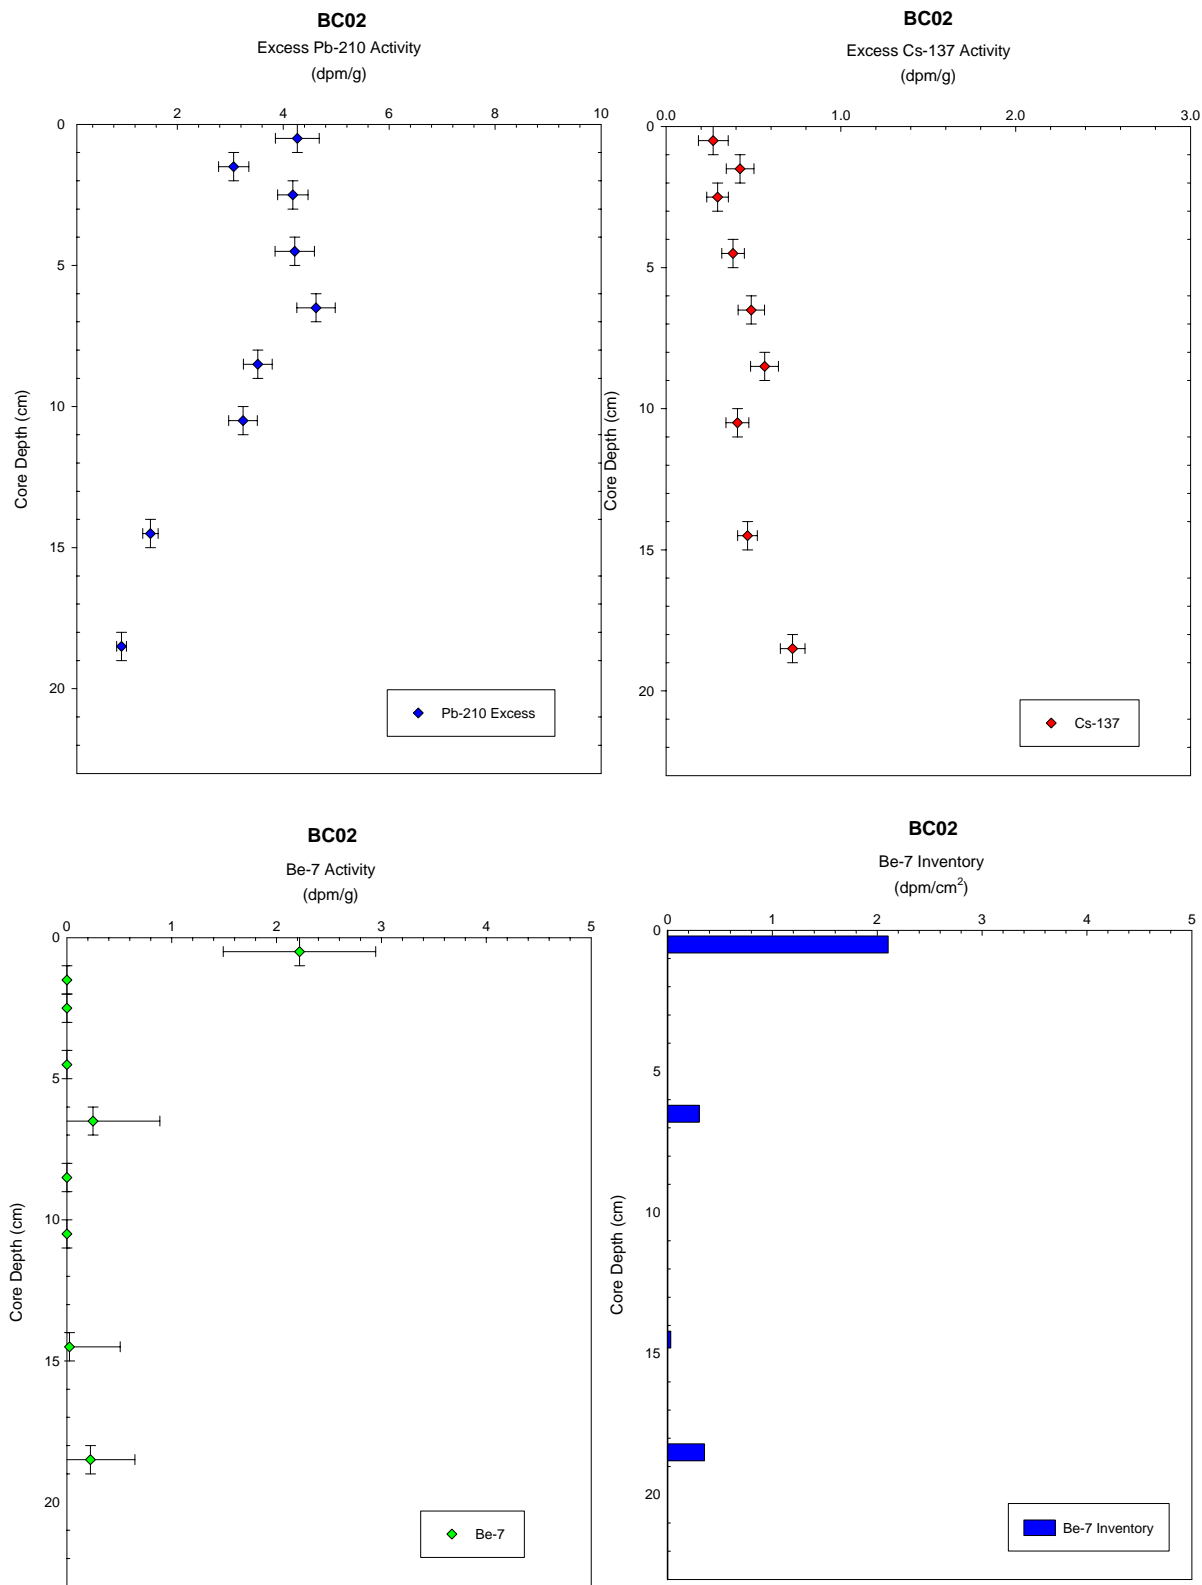 BC02
Excess Pb-210 Activity
(dpm/g)
2 4 6 8 10
0
5
10
15
20
Core Depth (cm)
Pb-210 Excess
BC02
Excess Cs-137 Activity
(dpm/g)
0.0 1.0 2.0 3.0
0
5
10
15
20
Core Depth (cm)
Cs-137
BC02
Be-7 Activity
(dpm/g)
0 1 2 3 4 5
0
5
10
15
20
Core Depth (cm)
Be-7
BC02
Be-7 Inventory
(dpm/cm²)
0 1 2 3 4 5
0
5
10
15
20
Core Depth (cm)
Be-7 Inventory